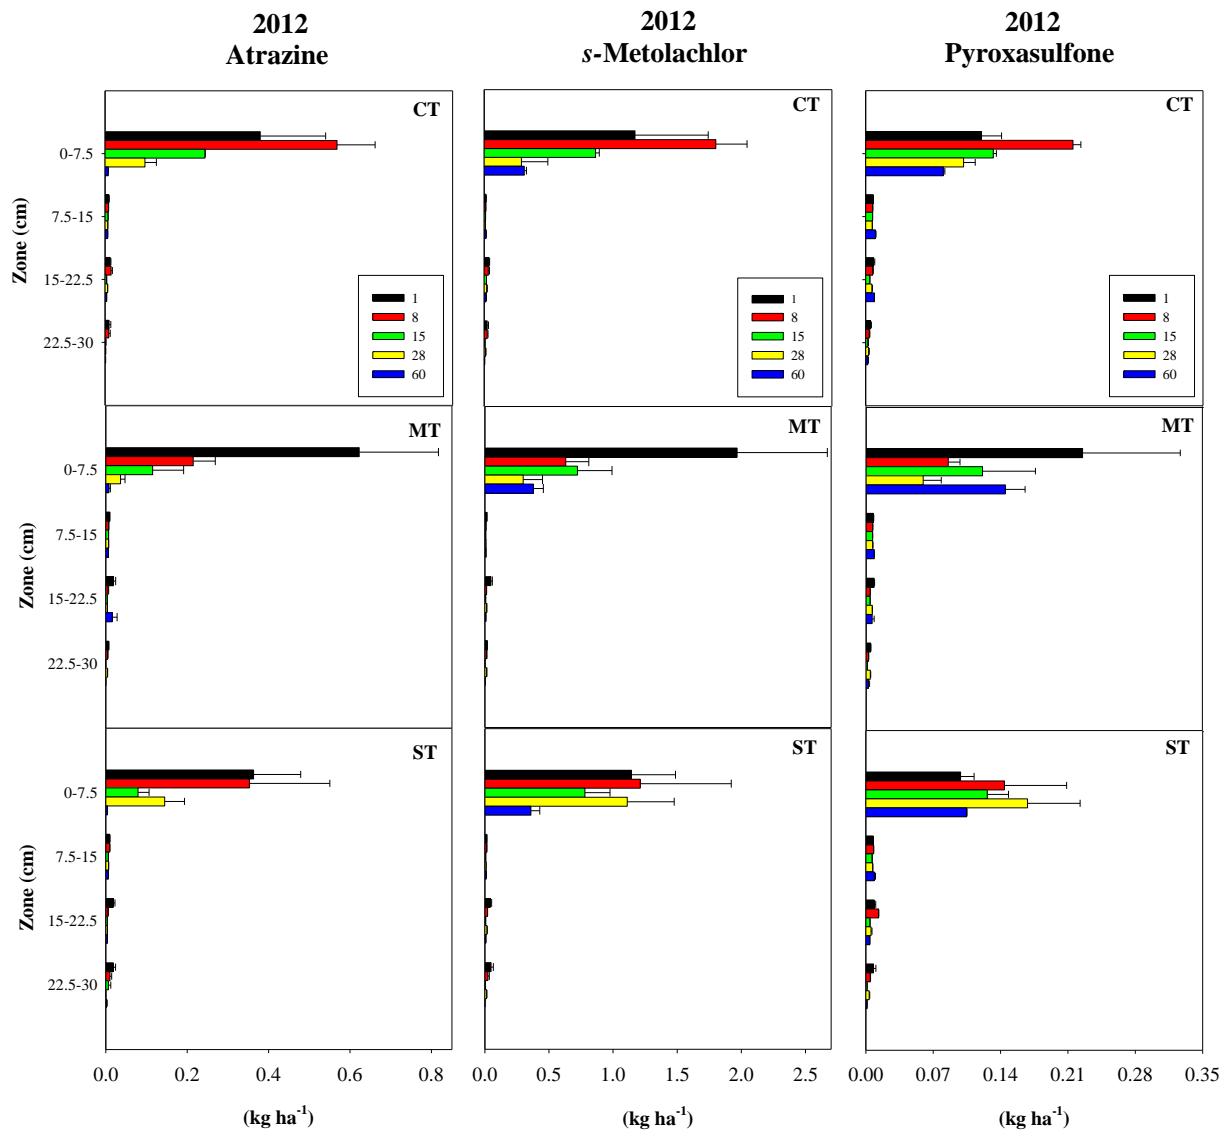 2012
Atrazine
2012
s-Metolachlor
2012
Pyroxasulfone
CT
CT
CT
Zone (cm)
0-7.5
7.5-15
15-22.5
22.5-30
1
8
15
28
60
1
8
15
28
60
1
8
15
28
60
MT
MT
MT
Zone (cm)
0-7.5
7.5-15
15-22.5
22.5-30
ST
ST
ST
Zone (cm)
0-7.5
7.5-15
15-22.5
22.5-30
0.0 0.2 0.4 0.6 0.8
0.0 0.5 1.0 1.5 2.0 2.5
0.00 0.07 0.14 0.21 0.28 0.35
(kg ha-1)
(kg ha-1)
(kg ha-1)